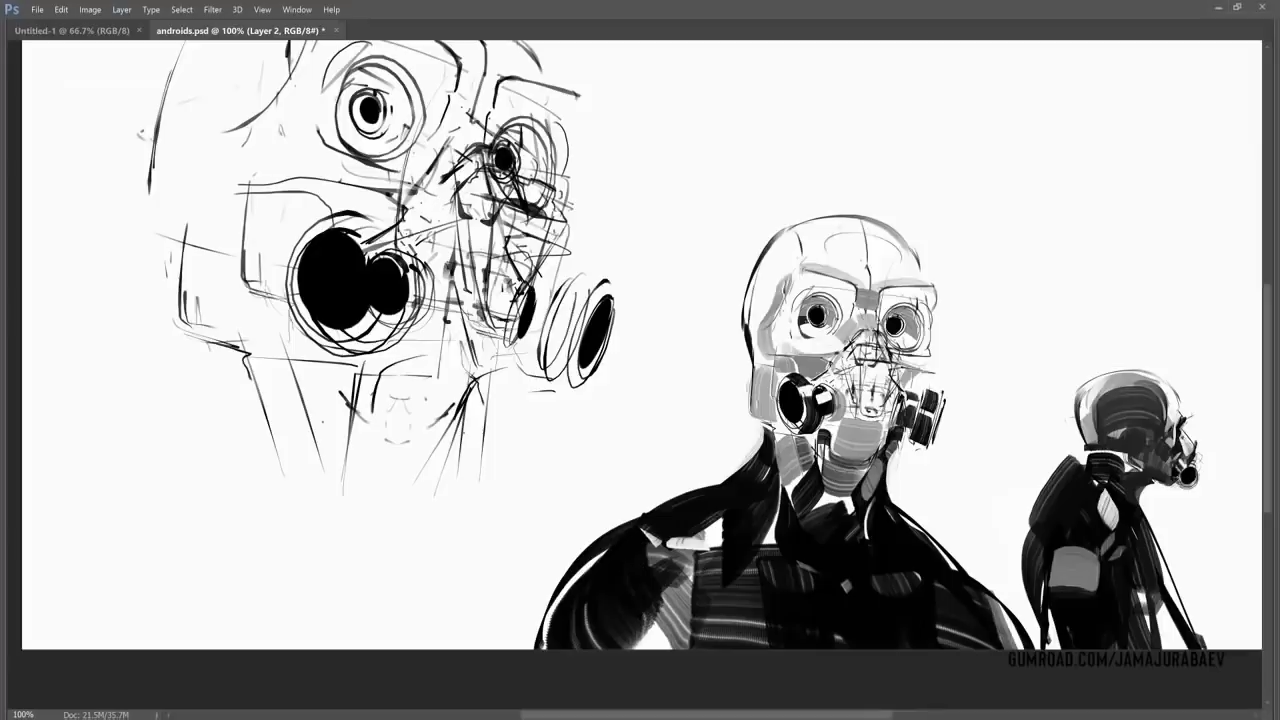 Ps File Edit Image Layer Type Select Filter 3D View Window Help
Untitled-1 @ 66.7% (RGB/8) × androids.psd @ 100% (Layer 2, RGB/8#) * ×
GUMROAD.COM/JAMAJURABAEV
100% Doc: 21.5M/35.7M